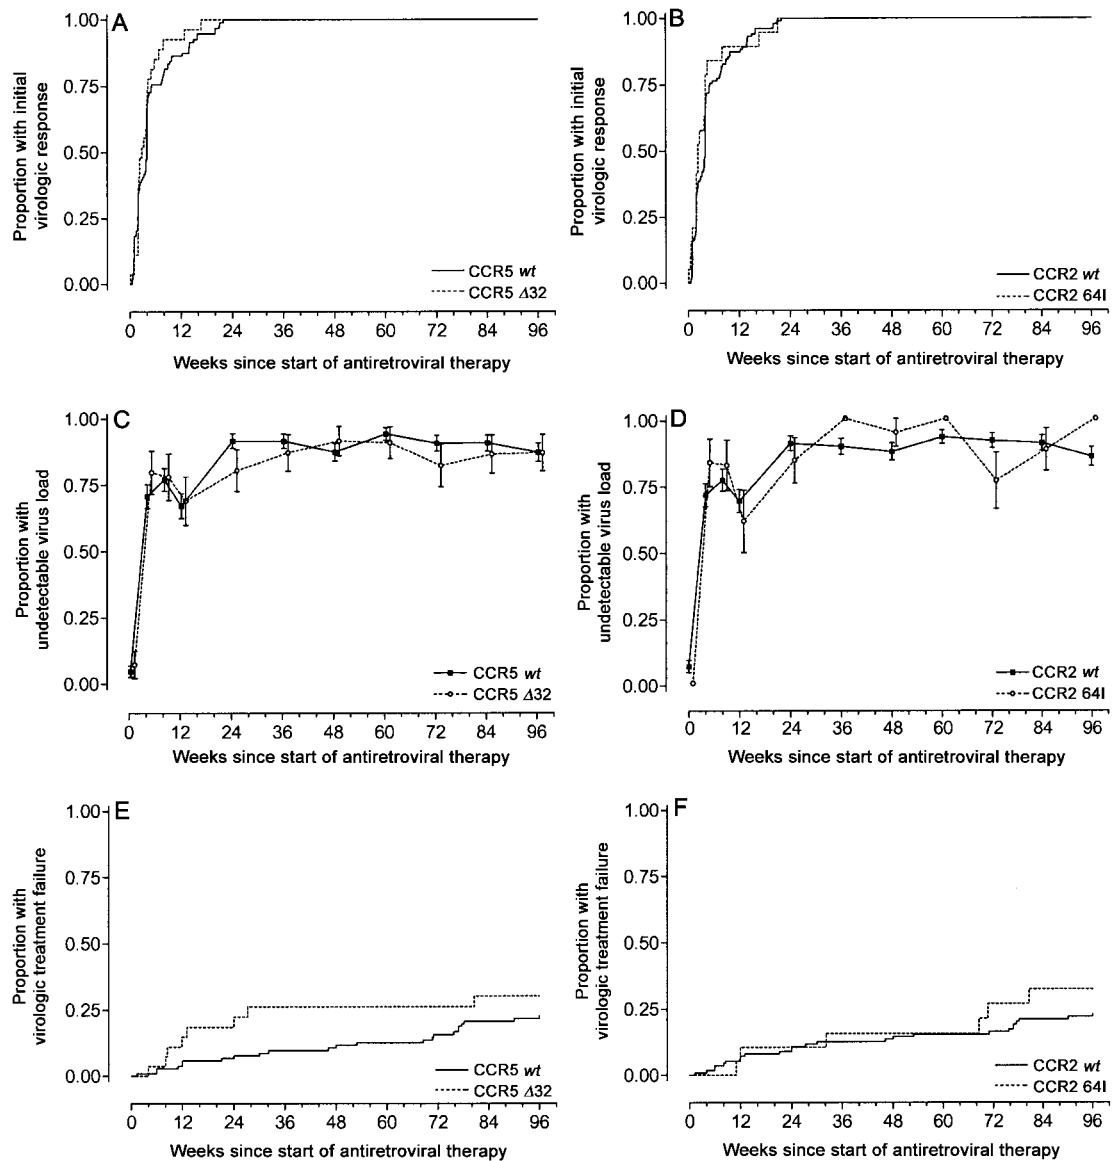 A
1.00
0.75
0.50
0.25
0.00
Proportion with initial
virologic response
CCR5 wt
CCR5 Δ32
0 12 24 36 48 60 72 84 96
Weeks since start of antiretroviral therapy
B
1.00
0.75
0.50
0.25
0.00
Proportion with initial
virologic response
CCR2 wt
CCR2 64I
0 12 24 36 48 60 72 84 96
Weeks since start of antiretroviral therapy
C
1.00
0.75
0.50
0.25
0.00
Proportion with
undetectable virus load
CCR5 wt
CCR5 Δ32
0 12 24 36 48 60 72 84 96
Weeks since start of antiretroviral therapy
D
1.00
0.75
0.50
0.25
0.00
Proportion with
undetectable virus load
CCR2 wt
CCR2 64I
0 12 24 36 48 60 72 84 96
Weeks since start of antiretroviral therapy
E
1.00
0.75
0.50
0.25
0.00
Proportion with
virologic treatment failure
CCR5 wt
CCR5 Δ32
0 12 24 36 48 60 72 84 96
Weeks since start of antiretroviral therapy
F
1.00
0.75
0.50
0.25
0.00
Proportion with
virologic treatment failure
CCR2 wt
CCR2 64I
0 12 24 36 48 60 72 84 96
Weeks since start of antiretroviral therapy